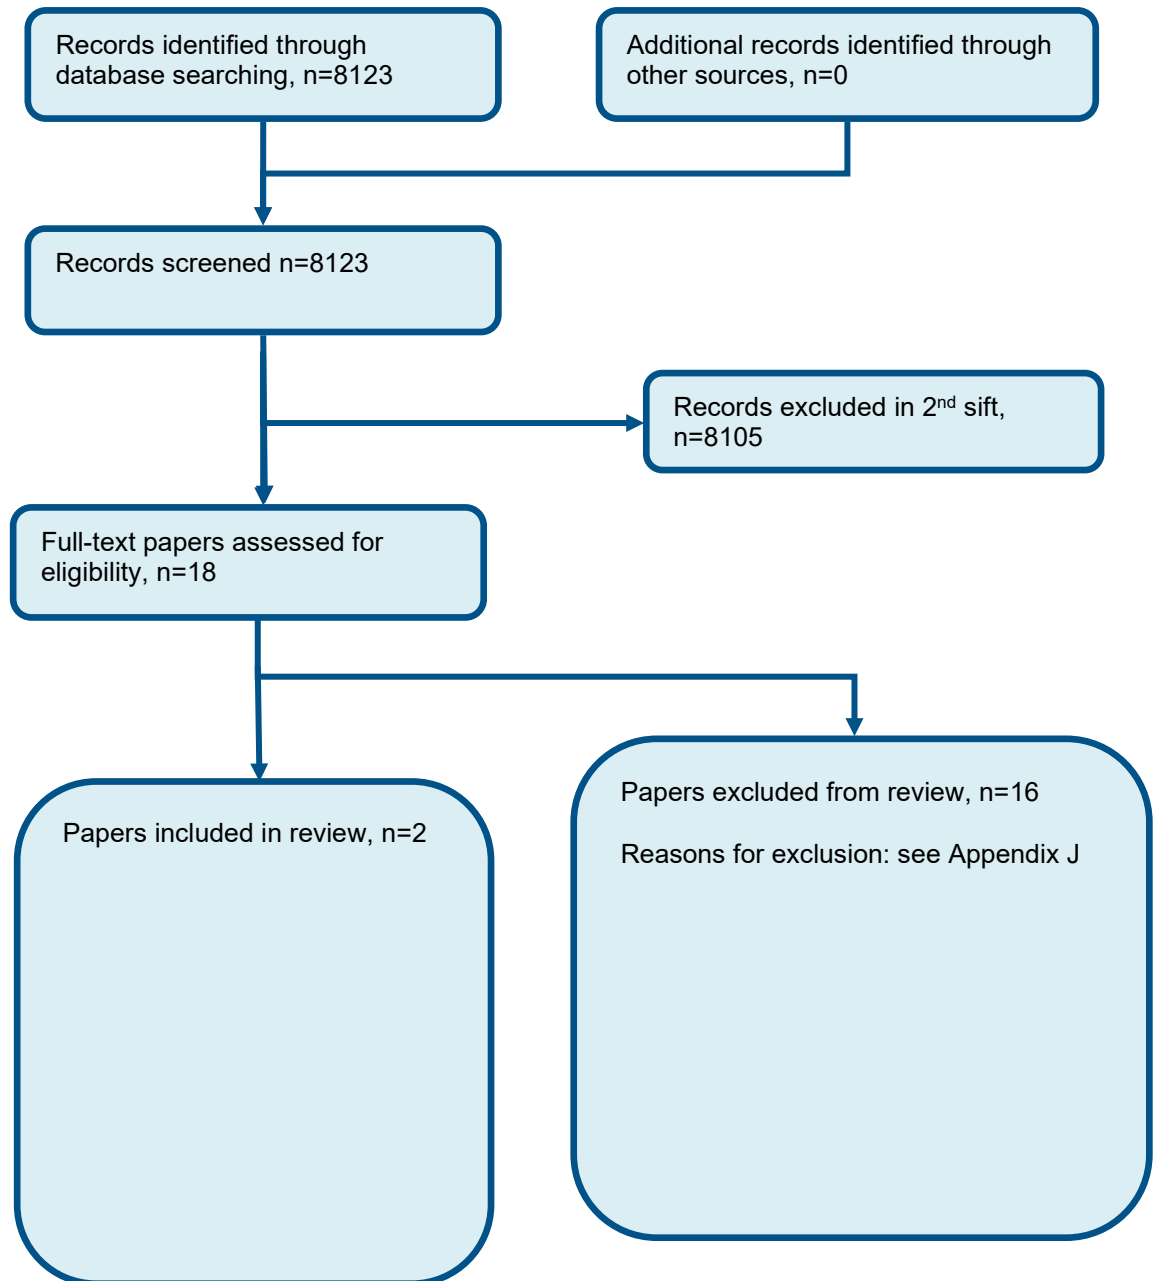 Records identified through
database searching, n=8123
Additional records identified through
other sources, n=0
Records screened n=8123
Records excluded in 2nd sift,
n=8105
Full-text papers assessed for
eligibility, n=18
Papers included in review, n=2
Papers excluded from review, n=16
Reasons for exclusion: see Appendix J